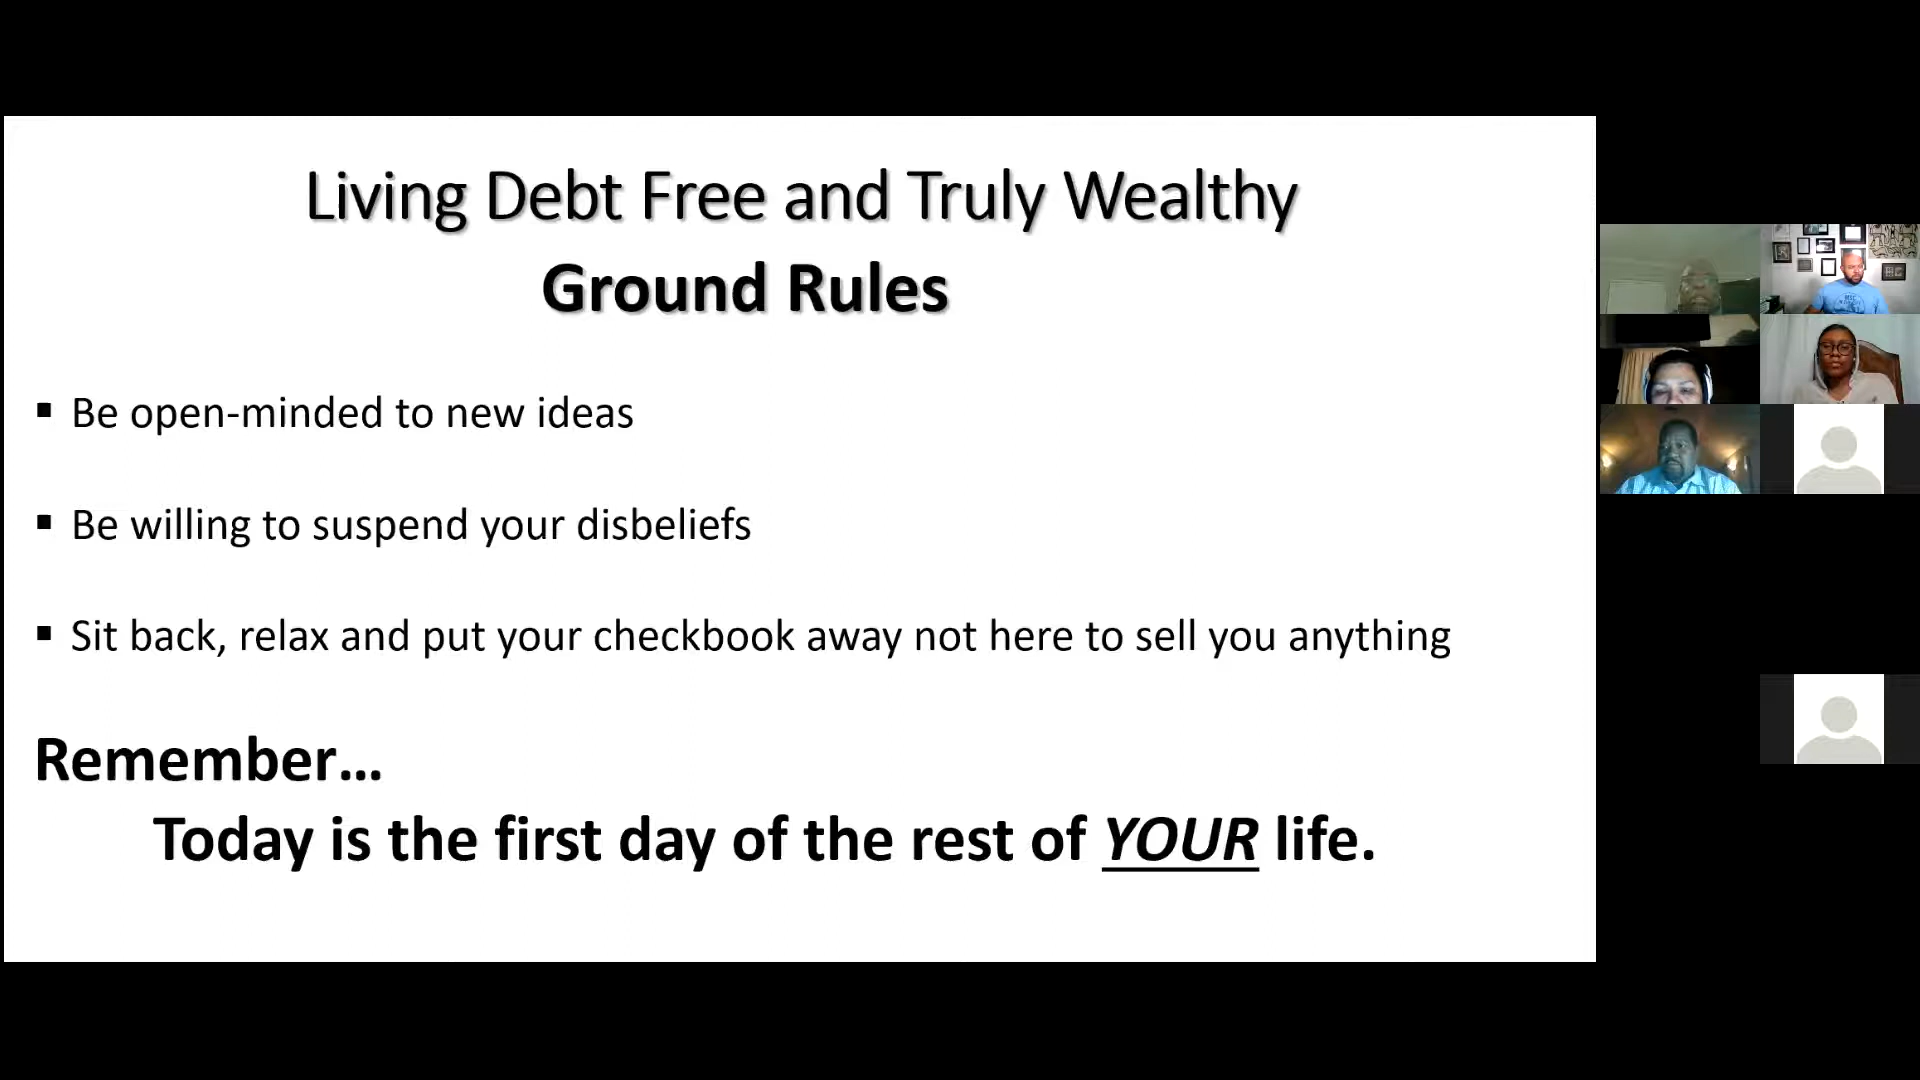 Living Debt Free and Truly Wealthy
Ground Rules
▪ Be open-minded to new ideas
▪ Be willing to suspend your disbeliefs
▪ Sit back, relax and put your checkbook away not here to sell you anything
Remember...
Today is the first day of the rest of YOUR life.